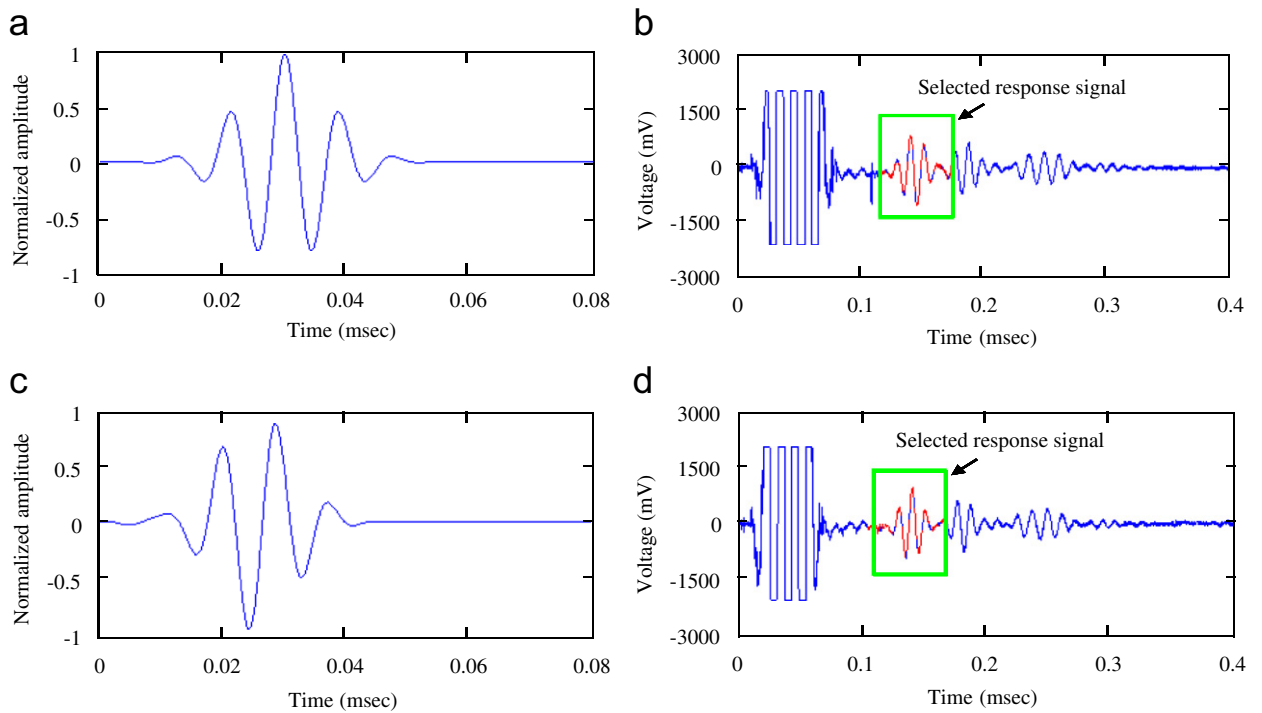 a
Normalized amplitude
1
0.5
0
-0.5
-1
0
0.02
0.04
0.06
0.08
Time (msec)
b
Voltage (mV)
3000
1500
0
-1500
-3000
Selected response signal
0
0.1
0.2
0.3
0.4
Time (msec)
c
Normalized amplitude
1
0.5
0
-0.5
-1
0
0.02
0.04
0.06
0.08
Time (msec)
d
Voltage (mV)
3000
1500
0
-1500
-3000
Selected response signal
0
0.1
0.2
0.3
0.4
Time (msec)